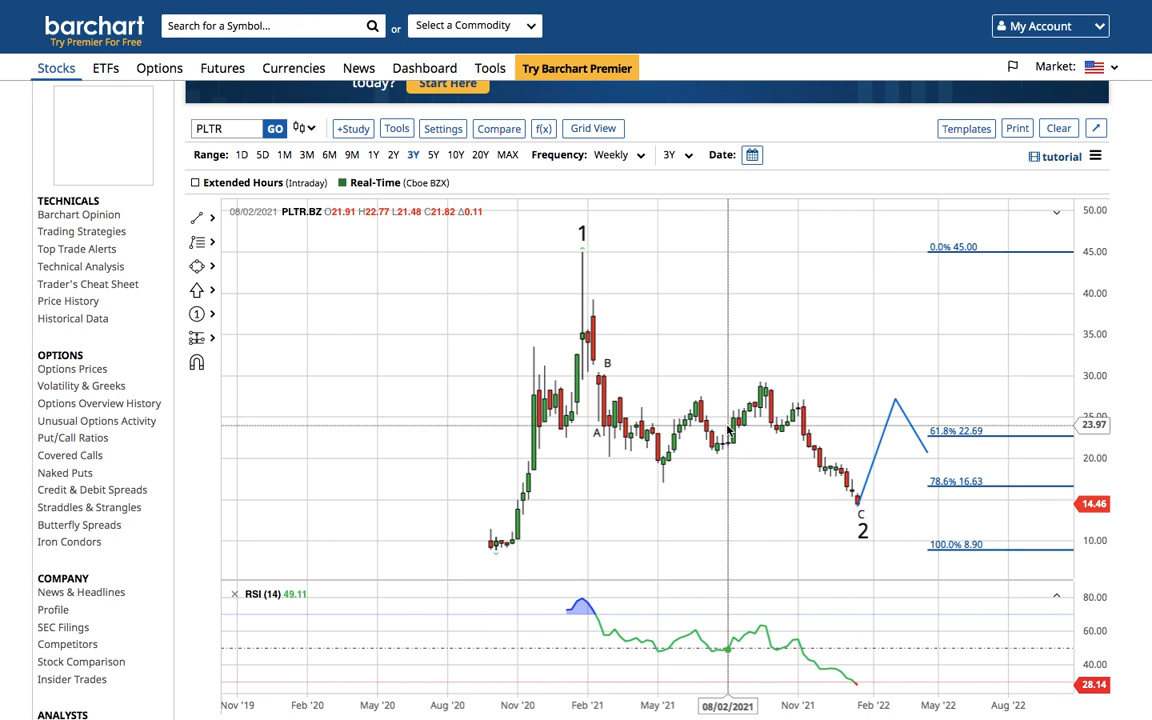 barchart
Try Premier For Free
Search for a Symbol...
or
Select a Commodity
My Account
Stocks ETFs Options Futures Currencies News Dashboard Tools Try Barchart Premier
Market:
today? Start Here
PLTR GO +Study Tools Settings Compare f(x) Grid View Templates Print Clear
Range: 1D 5D 1M 3M 6M 9M 1Y 2Y 3Y 5Y 10Y 20Y MAX Frequency: Weekly 3Y Date: tutorial
Extended Hours (Intraday) Real-Time (Cboe BZX)
08/02/2021 PLTR.BZ O21.91 H22.77 L21.48 C21.82 Δ0.11
TECHNICALS
Barchart Opinion
Trading Strategies
Top Trade Alerts
Technical Analysis
Trader's Cheat Sheet
Price History
Historical Data
OPTIONS
Options Prices
Volatility & Greeks
Options Overview History
Unusual Options Activity
Put/Call Ratios
Covered Calls
Naked Puts
Credit & Debit Spreads
Straddles & Strangles
Butterfly Spreads
Iron Condors
COMPANY
News & Headlines
Profile
SEC Filings
Competitors
Stock Comparison
Insider Trades
ANALYSTS
1
1
B
A
C
2
0.0% 45.00
61.8% 22.69
78.6% 16.63
100.0% 8.90
50.00
45.00
40.00
35.00
30.00
25.00
23.97
20.00
14.46
10.00
RSI (14) 49.11
80.00
60.00
40.00
28.14
Nov '19 Feb '20 May '20 Aug '20 Nov '20 Feb '21 May '21 08/02/2021 Nov '21 Feb '22 May '22 Aug '22